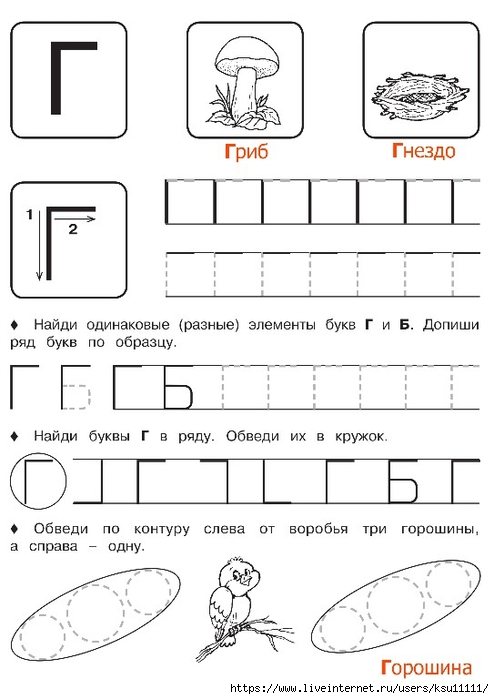 Г
Гриб
Гнездо
1
2
♦ Найди одинаковые (разные) элементы букв Г и Б. Допиши
ряд букв по образцу.
Г Б Г Б
♦ Найди буквы Г в ряду. Обведи их в кружок.
Г Г Г Б Г
♦ Обведи по контуру слева от воробья три горошины,
а справа – одну.
Горошина
https://www.liveinternet.ru/users/ksu11111/